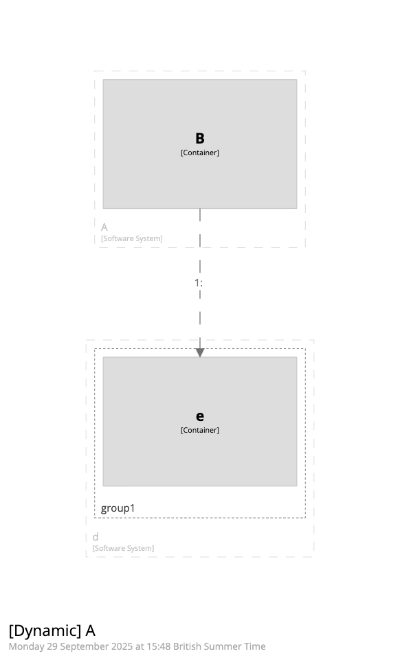 B
[Container]
A
[Software System]
1:
e
[Container]
group1
d
[Software System]
[Dynamic] A
Monday 29 September 2025 at 15:48 British Summer Time